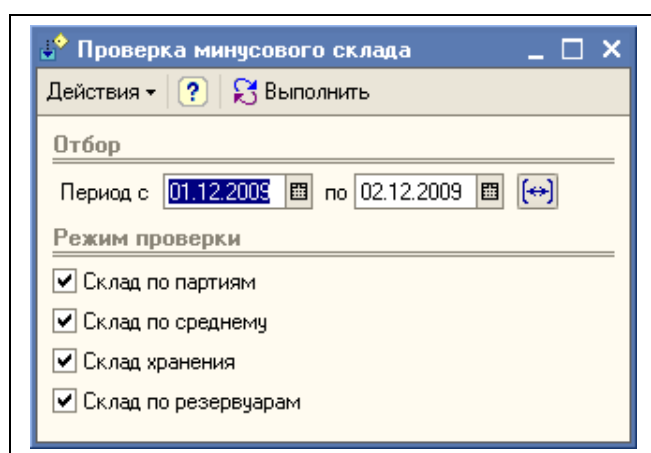 Проверка минусового склада
Действия ? Выполнить
Отбор
Период с 01.12.2009 по 02.12.2009
Режим проверки
Склад по партиям
Склад по среднему
Склад хранения
Склад по резервуарам